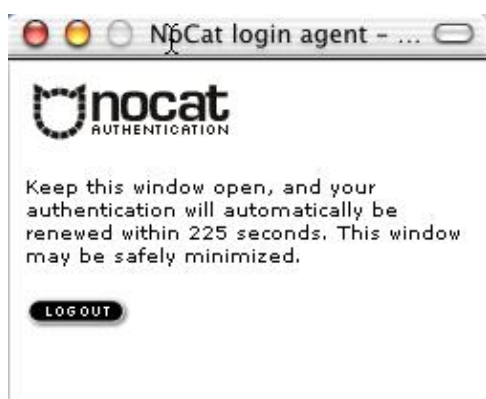 NoCat login agent - ...
nocat
AUTHENTICATION
Keep this window open, and your
authentication will automatically be
renewed within 225 seconds. This window
may be safely minimized.
LOGOUT